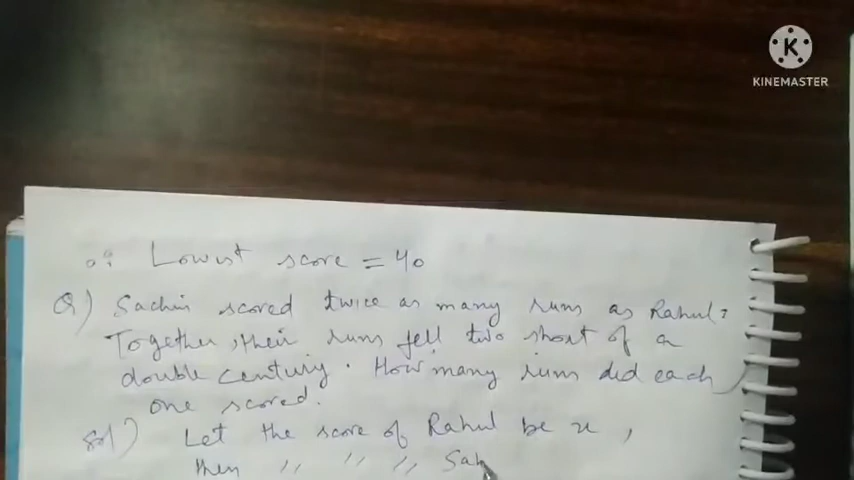 K
KINEMASTER
∴ Lowest score = 40
Q) Sachin scored twice as many runs as Rahul.
Together, their runs fell two short of a
double century. How many runs did each
one scored.
Sol) Let the score of Rahul be x,
then " " " Sah